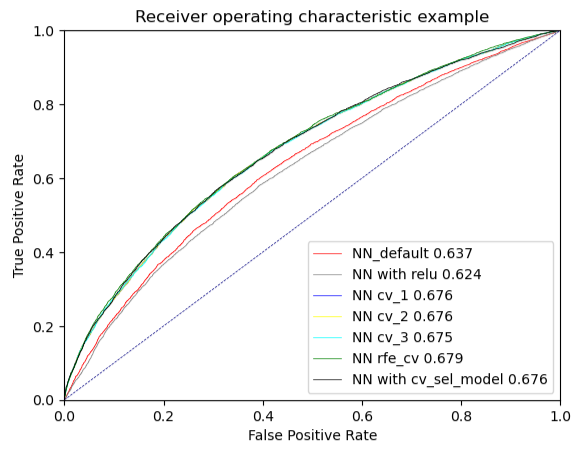 Receiver operating characteristic example
1.0
0.8
0.6
0.4
0.2
0.0
True Positive Rate
NN_default 0.637
NN with relu 0.624
NN cv_1 0.676
NN cv_2 0.676
NN cv_3 0.675
NN rfe_cv 0.679
NN with cv_sel_model 0.676
0.0 0.2 0.4 0.6 0.8 1.0
False Positive Rate